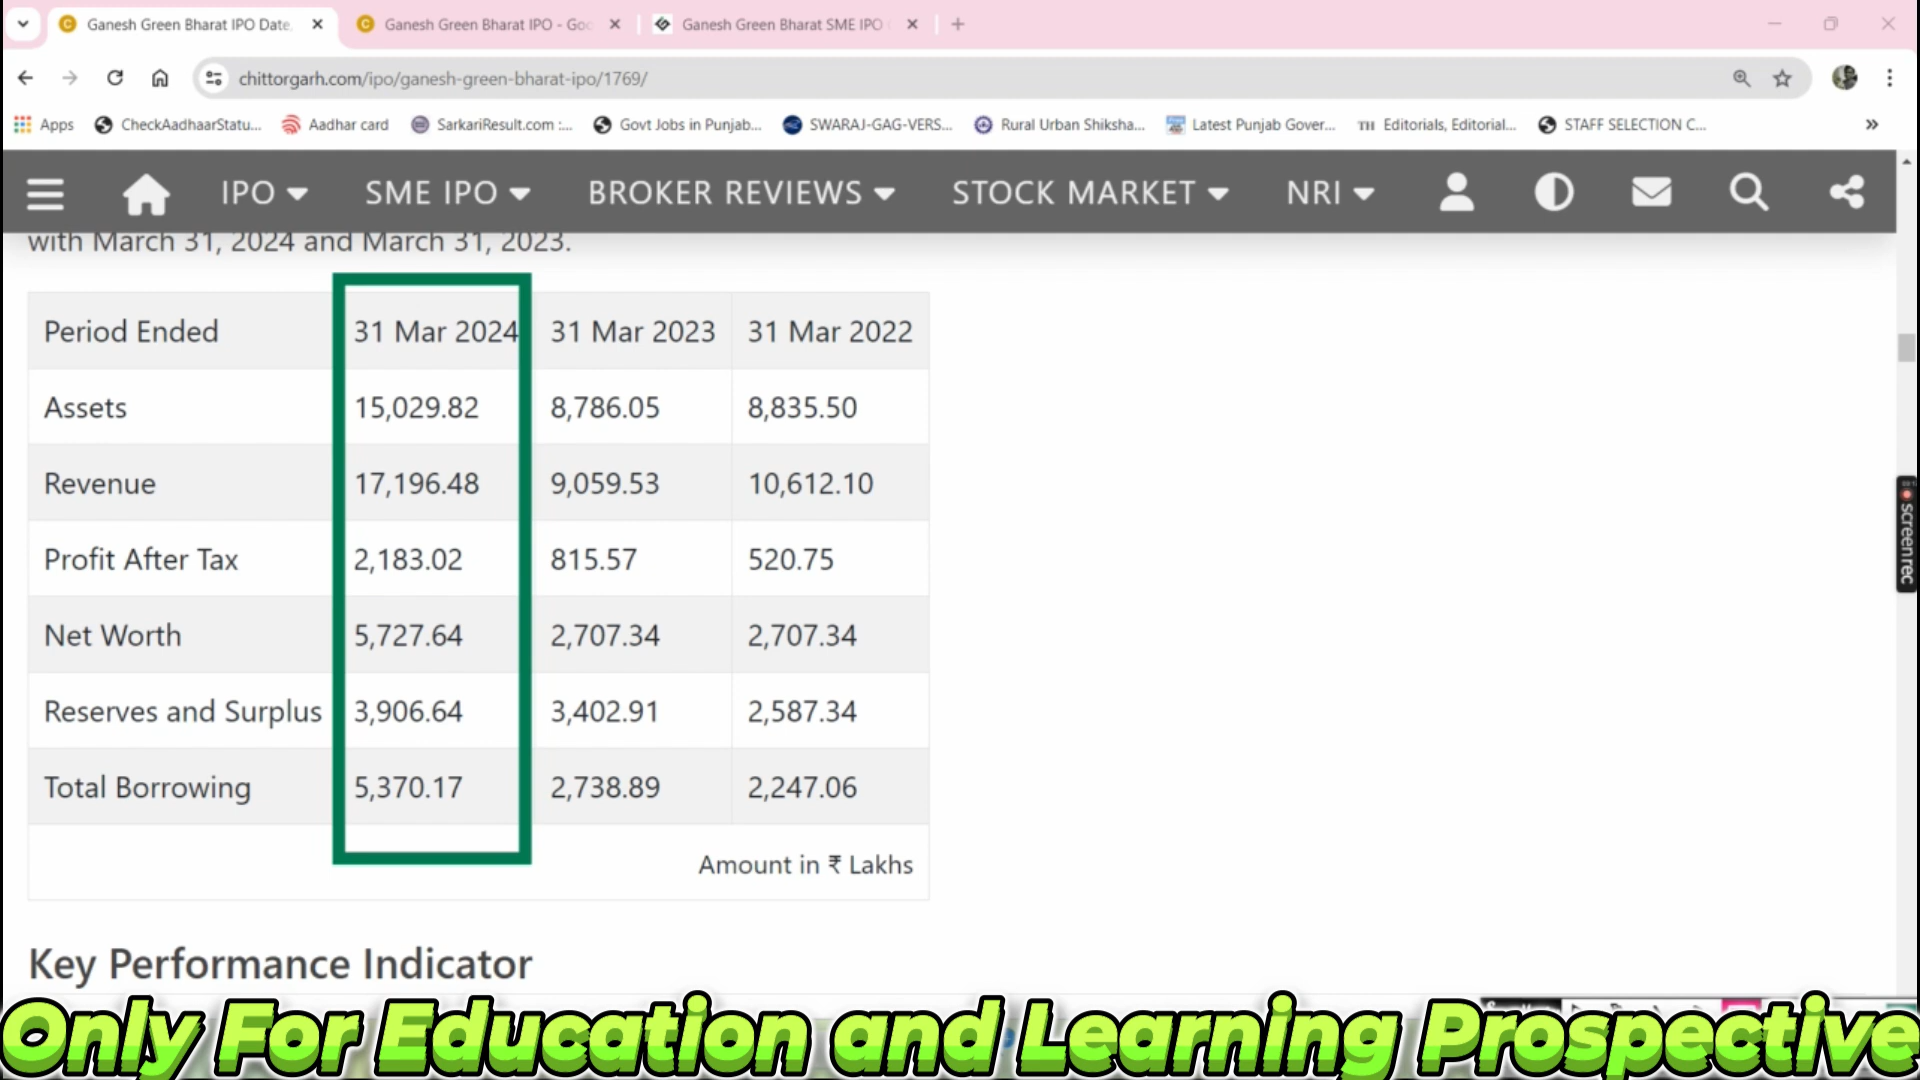 Ganesh Green Bharat IPO Date,
Ganesh Green Bharat IPO - Goo
Ganesh Green Bharat SME IPO
chittorgarh.com/ipo/ganesh-green-bharat-ipo/1769/
Apps
CheckAadhaarStatu...
Aadhar card
SarkariResult.com :...
Govt Jobs in Punjab...
SWARAJ-GAG-VERS...
Rural Urban Shiksha...
Latest Punjab Gover...
TH Editorials, Editorial...
STAFF SELECTION C...
IPO SME IPO BROKER REVIEWS STOCK MARKET NRI
with March 31, 2024 and March 31, 2023.
Period Ended 31 Mar 2024 31 Mar 2023 31 Mar 2022
Assets 15,029.82 8,786.05 8,835.50
Revenue 17,196.48 9,059.53 10,612.10
Profit After Tax 2,183.02 815.57 520.75
Net Worth 5,727.64 2,707.34 2,707.34
Reserves and Surplus 3,906.64 3,402.91 2,587.34
Total Borrowing 5,370.17 2,738.89 2,247.06
Amount in ₹ Lakhs
screenrec
Key Performance Indicator
Only For Education and Learning Prospective